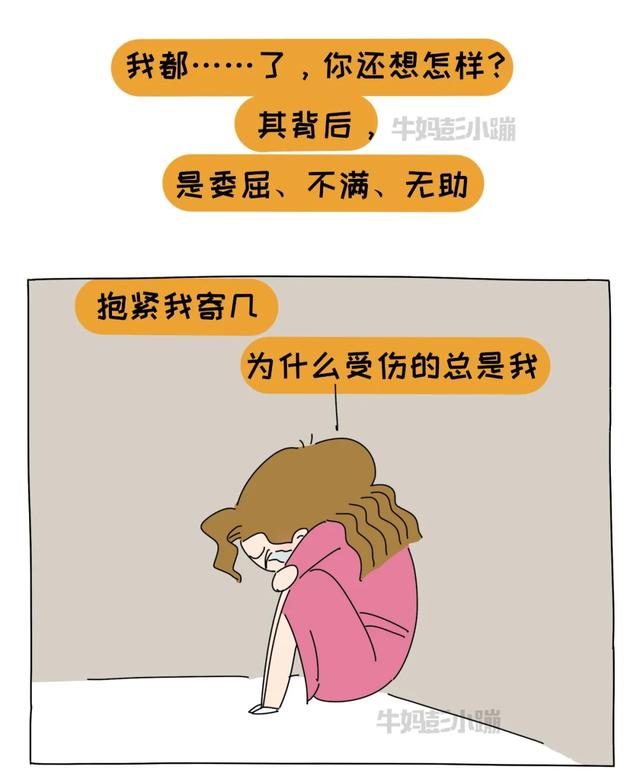 我都……了，你还想怎样？
其背后，
牛妈彭小蹦
是委屈、不满、无助
抱紧我寄几
为什么受伤的总是我
牛妈彭小蹦